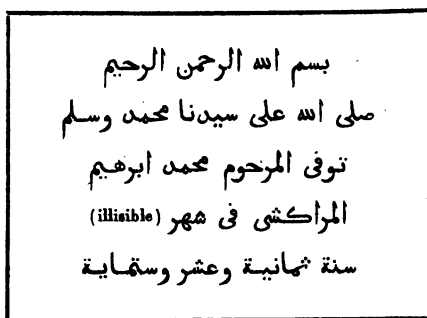 بسم الله الرحمن الرحيم
صلى الله على سيدنا محمد وسلم
توفى المرحوم محمد ابرهيم
المراكشى فى شهر (illisible)
سنة ثمانية وعشر وستماية